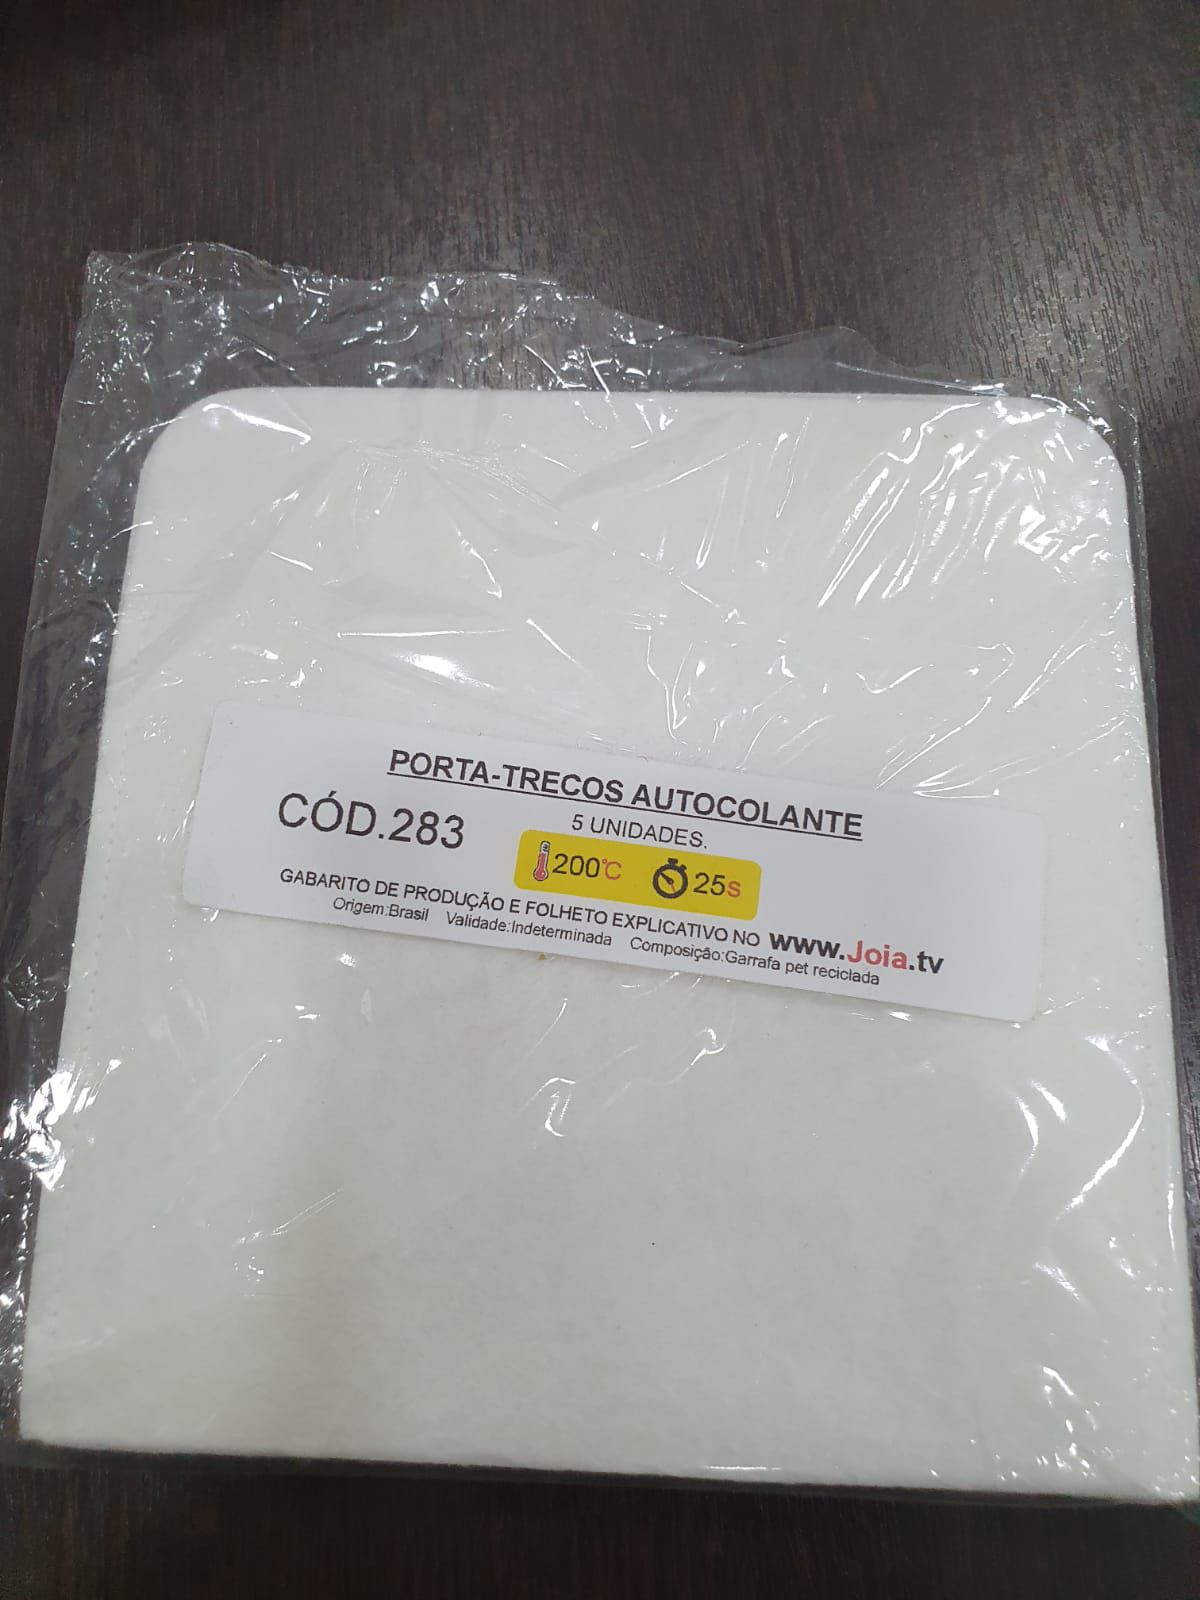 PORTA-TRECOS AUTOCOLANTE
5 UNIDADES.
CÓD.283
200°C 25s
GABARITO DE PRODUÇÃO E FOLHETO EXPLICATIVO NO www.Joia.tv
Origem:Brasil Validade:Indeterminada Composição:Garrafa pet reciclada